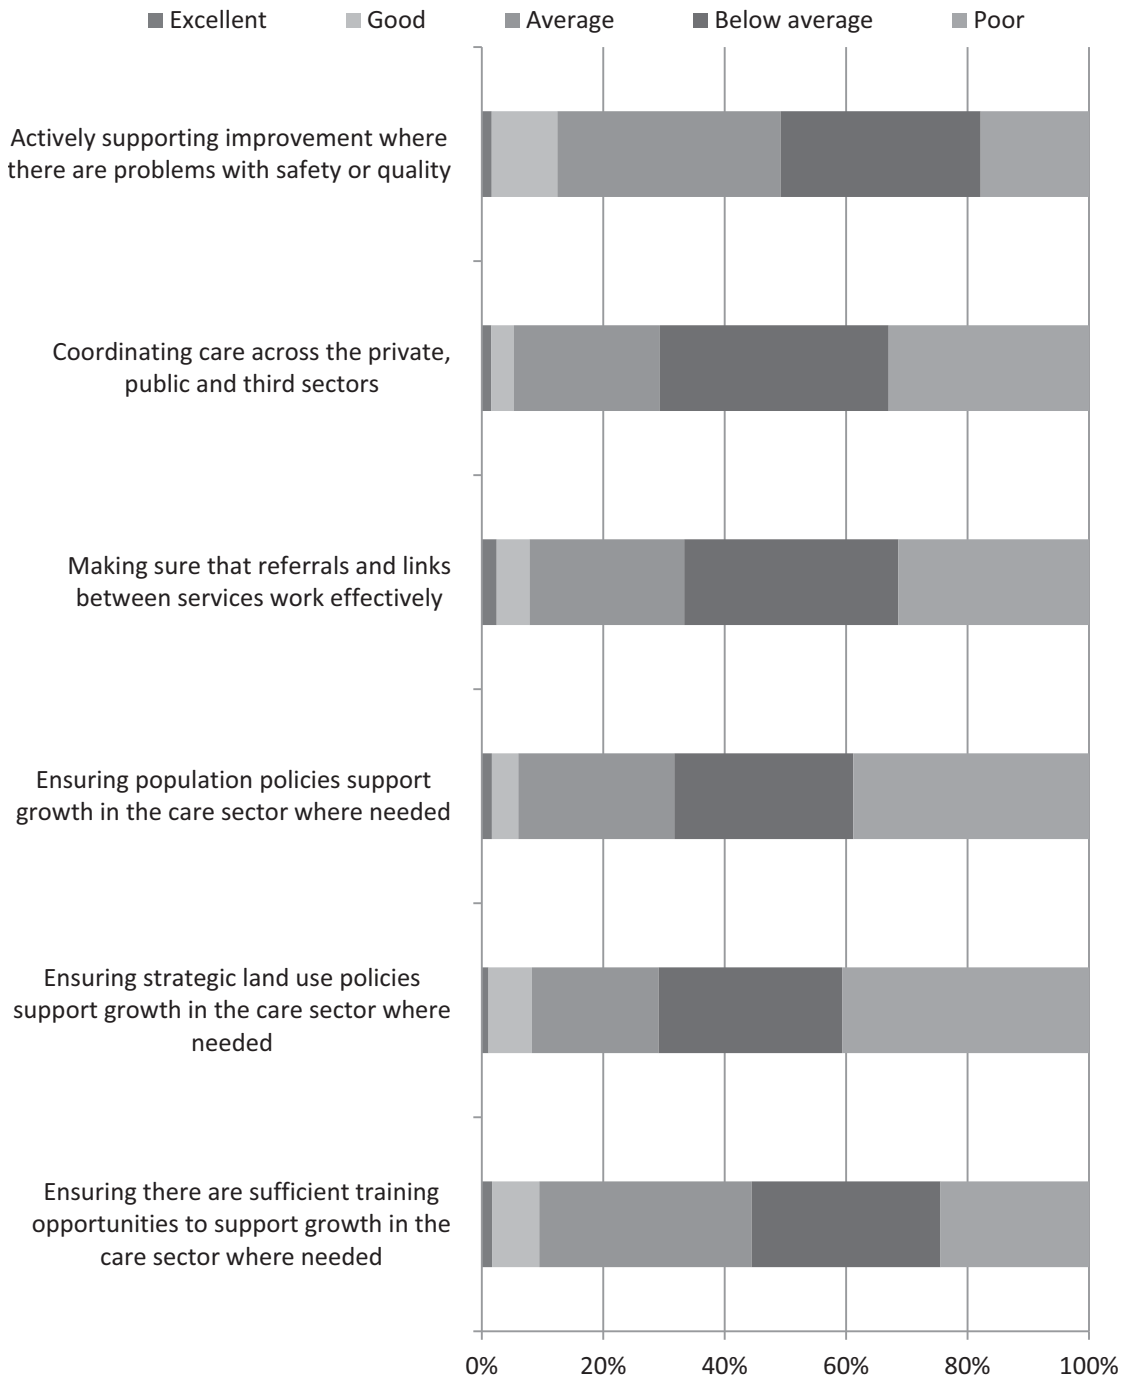 Excellent Good Average Below average Poor
Actively supporting improvement where
there are problems with safety or quality
Coordinating care across the private,
public and third sectors
Making sure that referrals and links
between services work effectively
Ensuring population policies support
growth in the care sector where needed
Ensuring strategic land use policies
support growth in the care sector where
needed
Ensuring there are sufficient training
opportunities to support growth in the
care sector where needed
0% 20% 40% 60% 80% 100%